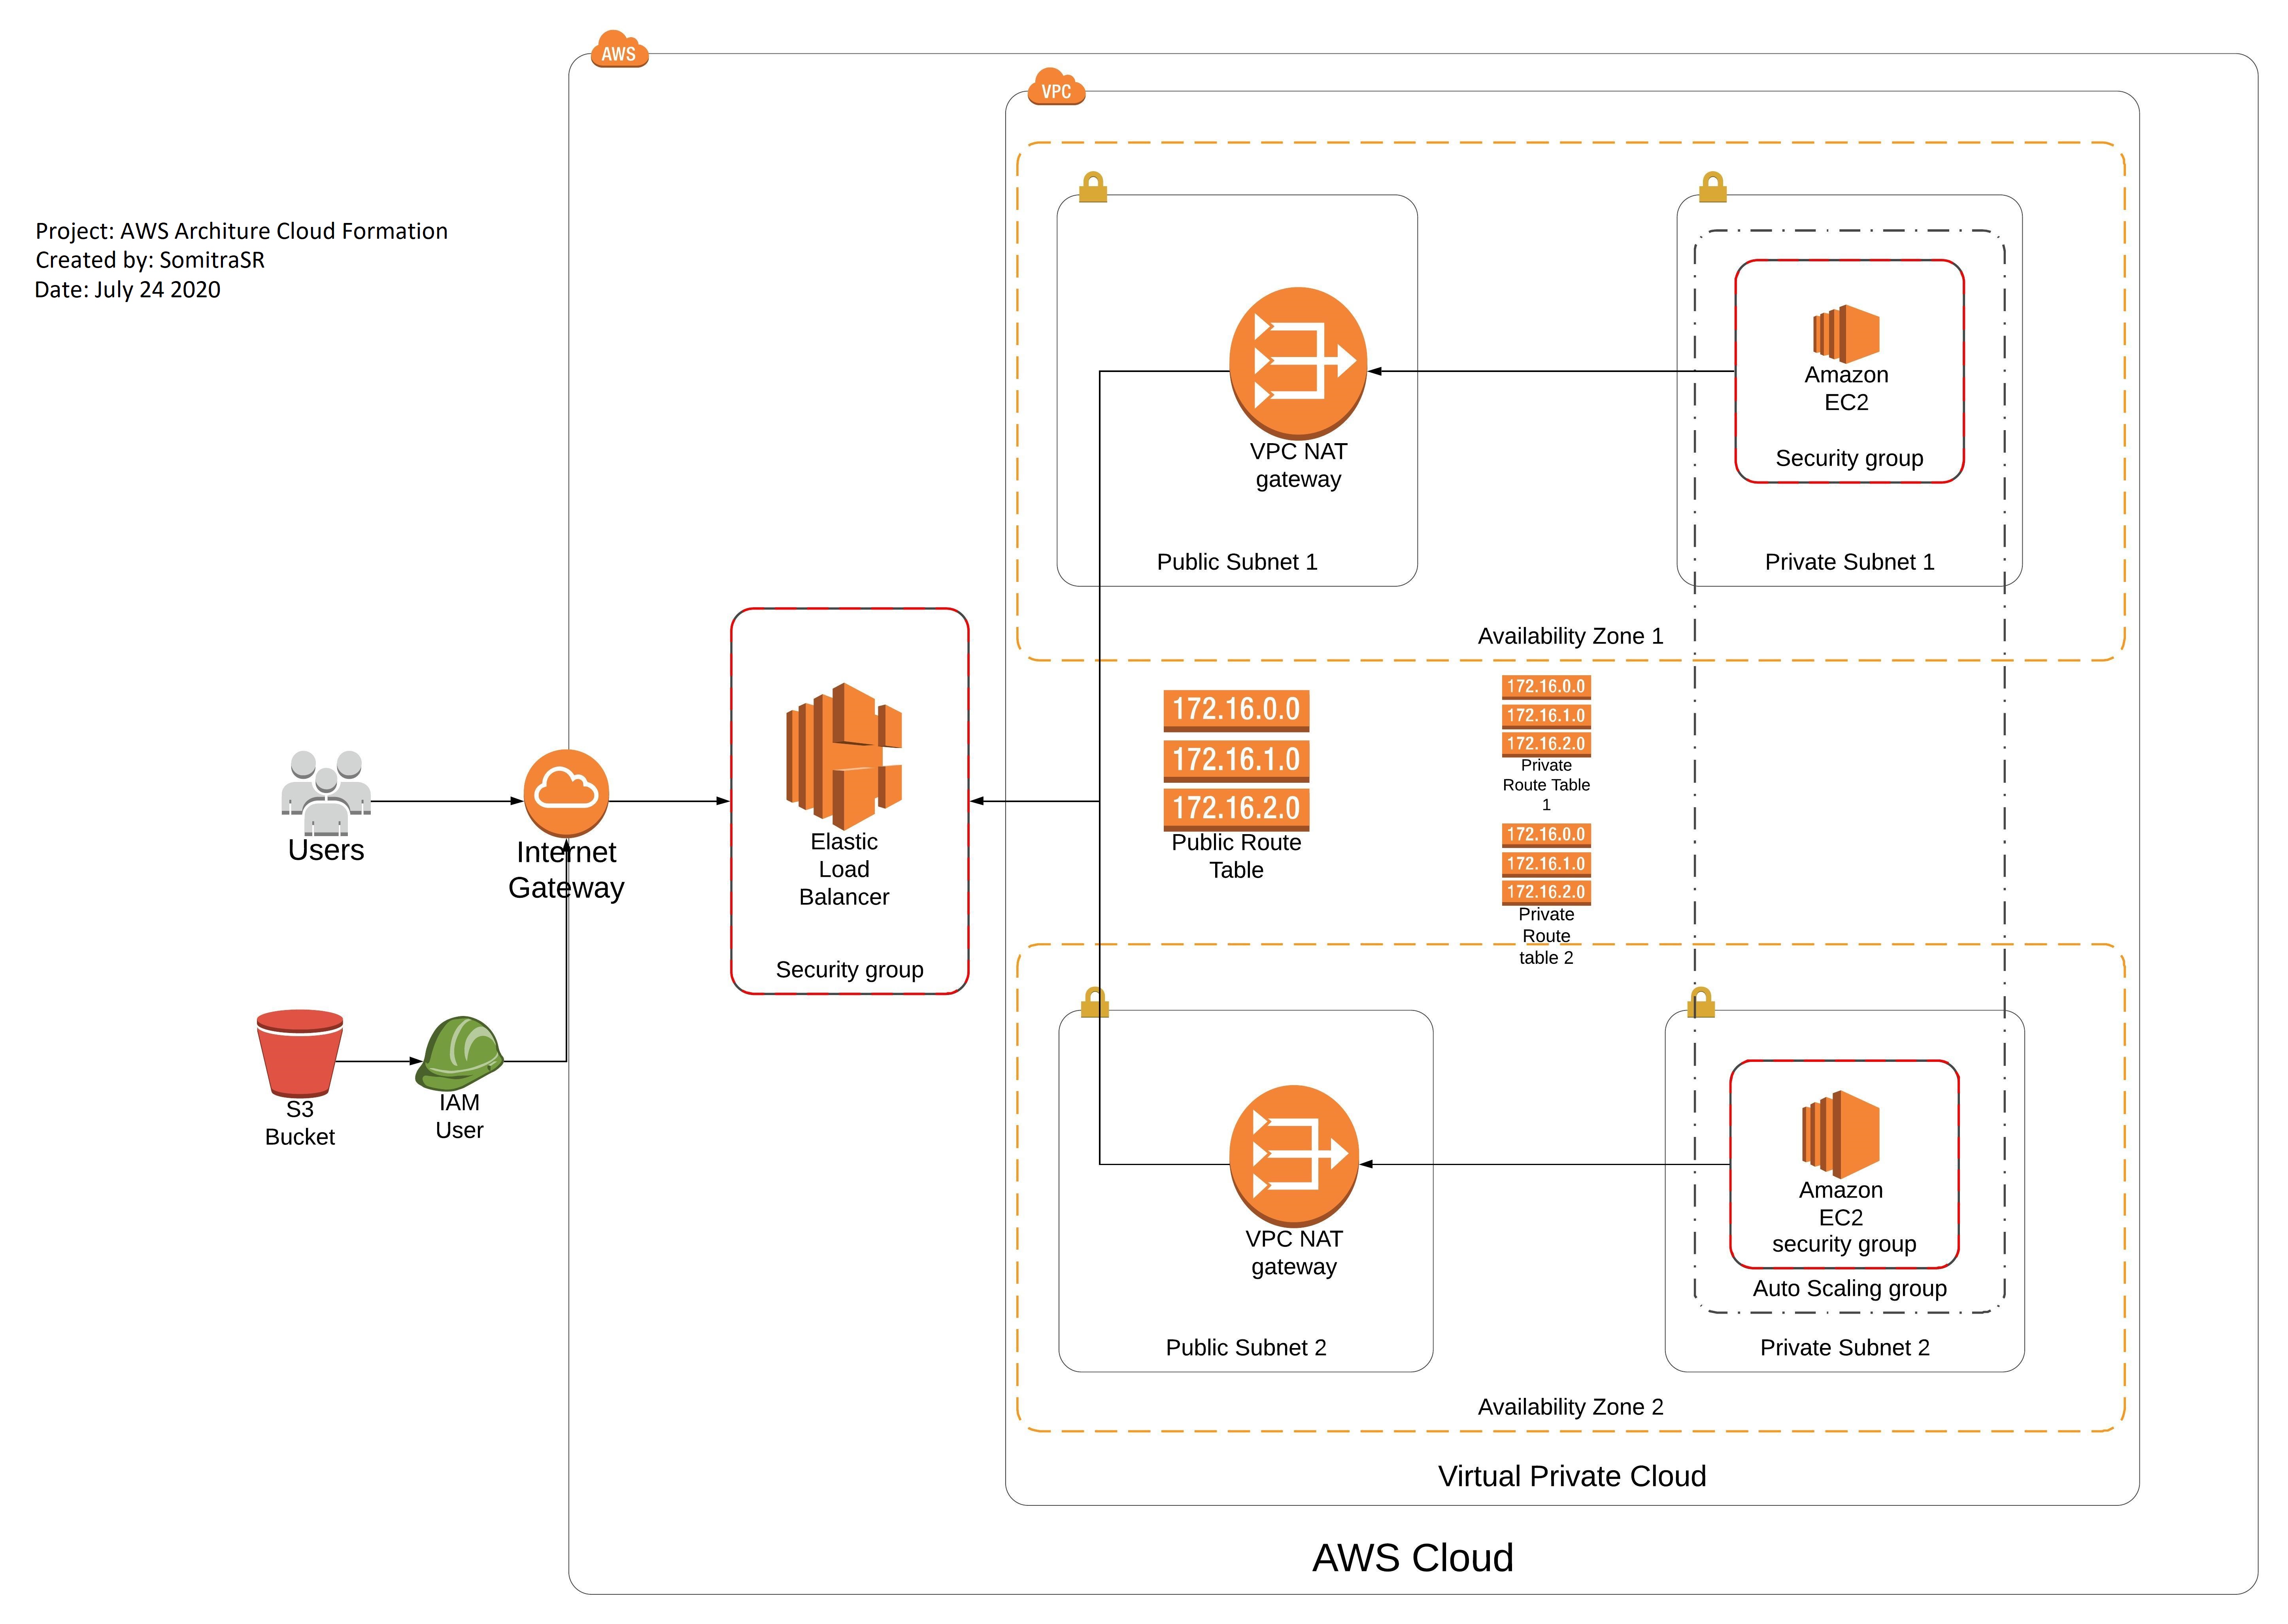 AWS
VPC
Project: AWS Architure Cloud Formation
Created by: SomitraSR
Date: July 24 2020
Amazon
EC2
Security group
VPC NAT
gateway
Public Subnet 1
Private Subnet 1
Availability Zone 1
172.16.0.0
172.16.1.0
172.16.2.0
Public Route
Table
172.16.0.0
172.16.1.0
172.16.2.0
Private
Route Table
1
172.16.0.0
172.16.1.0
172.16.2.0
Private
Route
table 2
Users
Internet
Gateway
Elastic
Load
Balancer
Security group
S3
Bucket
IAM
User
VPC NAT
gateway
Amazon
EC2
security group
Auto Scaling group
Public Subnet 2
Private Subnet 2
Availability Zone 2
Virtual Private Cloud
AWS Cloud